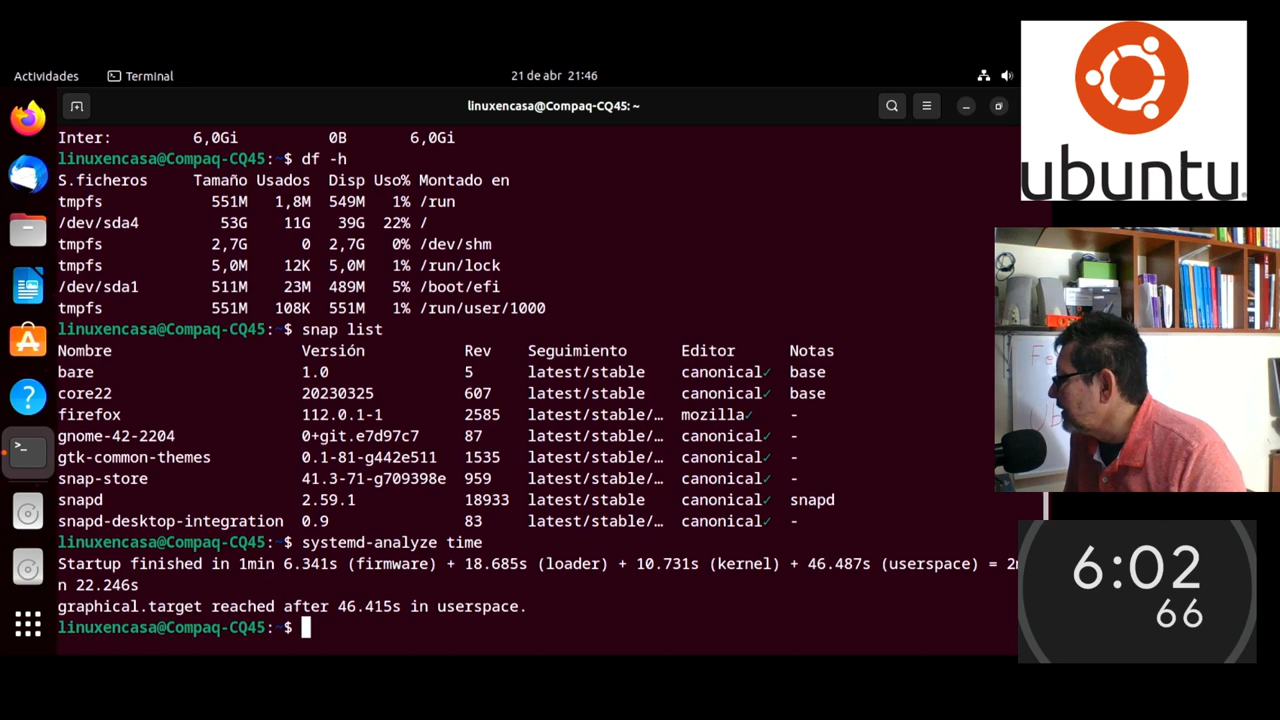 Actividades
Terminal
21 de abr 21:46
linuxencasa@Compaq-CQ45: ~
Inter: 6,0Gi 0B 6,0Gi
linuxencasa@Compaq-CQ45:~$ df -h
S.ficheros Tamaño Usados Disp Uso% Montado en
tmpfs 551M 1,8M 549M 1% /run
/dev/sda4 53G 11G 39G 22% /
tmpfs 2,7G 0 2,7G 0% /dev/shm
tmpfs 5,0M 12K 5,0M 1% /run/lock
/dev/sda1 511M 23M 489M 5% /boot/efi
tmpfs 551M 108K 551M 1% /run/user/1000
linuxencasa@Compaq-CQ45:~$ snap list
Nombre Versión Rev Seguimiento Editor Notas
bare 1.0 5 latest/stable canonical✓ base
core22 20230325 607 latest/stable canonical✓ base
firefox 112.0.1-1 2585 latest/stable/… mozilla✓ -
gnome-42-2204 0+git.e7d97c7 87 latest/stable/… canonical✓ -
gtk-common-themes 0.1-81-g442e511 1535 latest/stable/… canonical✓ -
snap-store 41.3-71-g709398e 959 latest/stable/… canonical✓ -
snapd 2.59.1 18933 latest/stable canonical✓ snapd
snapd-desktop-integration 0.9 83 latest/stable/… canonical✓ -
linuxencasa@Compaq-CQ45:~$ systemd-analyze time
Startup finished in 1min 6.341s (firmware) + 18.685s (loader) + 10.731s (kernel) + 46.487s (userspace) = 2m
n 22.246s
graphical.target reached after 46.415s in userspace.
linuxencasa@Compaq-CQ45:~$
ubuntu
6:02
66